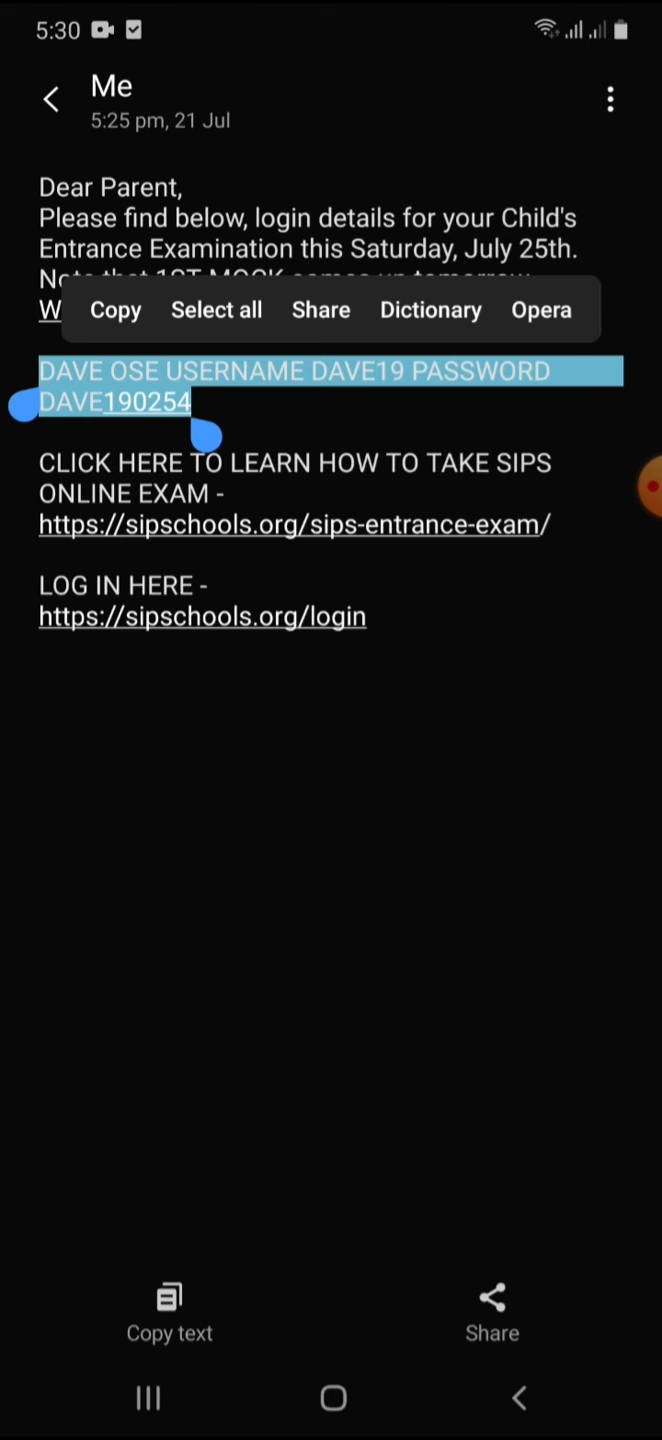 5:30
Me
5:25 pm, 21 Jul
Dear Parent,
Please find below, login details for your Child's
Entrance Examination this Saturday, July 25th.
Copy Select all Share Dictionary Opera
DAVE OSE USERNAME DAVE19 PASSWORD
DAVE190254
CLICK HERE TO LEARN HOW TO TAKE SIPS
ONLINE EXAM -
https://sipschools.org/sips-entrance-exam/
LOG IN HERE -
https://sipschools.org/login
Copy text Share